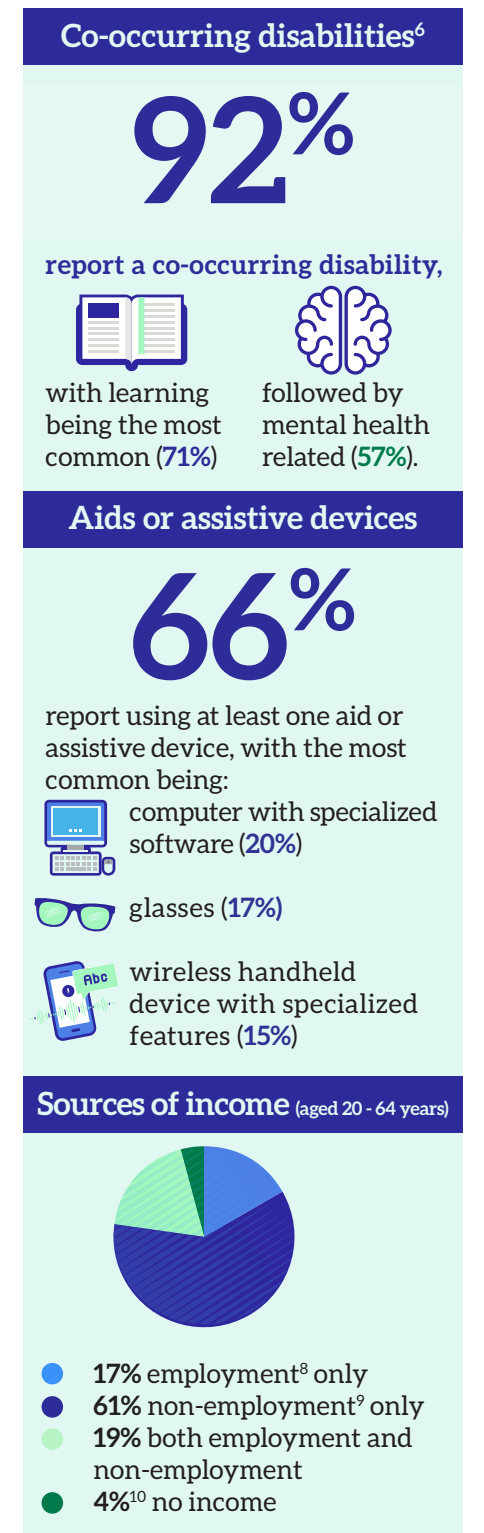 Co-occurring disabilities⁶
92%
report a co-occurring disability,
with learning
being the most
common (71%)
followed by
mental health
related (57%).
Aids or assistive devices
66%
report using at least one aid or
assistive device, with the most
common being:
computer with specialized
software (20%)
glasses (17%)
Abc
wireless handheld
device with specialized
features (15%)
Sources of income (aged 20 - 64 years)
17% employment⁸ only
61% non-employment⁹ only
19% both employment and
non-employment
4%¹⁰ no income